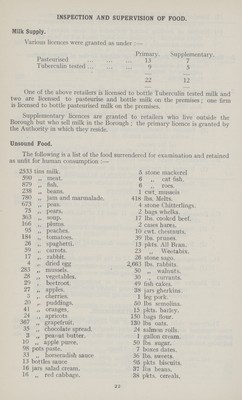 INSPECTION AND SUPERVISION OF FOOD.
Milk Supply.
Various licences were granted as under :—
Primary. Supplementary.
Pasteurised ... ... ... 13 7
Tuberculin tested ... ... ... 9 5
22 12
One of the above retailers is licensed to bottle Tuberculin tested milk and
two are licensed to pasteurise and bottle milk on the premises ; one firm
is licensed to bottle pasteurised milk on the premises.
Supplementary licences are granted to retailers who live outside the
Borough but sell milk in the Borough ; the primary licence is granted by
the Authority in which they reside.
Unsound Food.
The following is a list of the food surrendered for examination and retained
as unfit for human consumption :—
2333 tins milk.
390 „ meat.
879 „ fish.
238 „ beans.
780 „ jam and marmalade.
673 „ peas.
75 „ pears.
363 „ soup.
166 „ plums.
95 „ peaches.
184 „ tomatoes.
26 „ spaghetti.
39 „ carrots.
17 „ rabbit.
4 „ dried egg
283 „ mussels.
28 „ vegetables.
29 „ beetroot.
27 „ apples.
3 „ cherries.
20 „ puddings.
41 „ oranges.
24 „ apricots
367 „ grapefruit.
35 „ chocolate spread.
3 „ peanut butter.
10 „ apple puree.
98 pots paste.
33 „ horseradish sauce
13 bottles sauce
16 jars salad cream.
18 „ red cabbage.
5 stone mackerel
6 „ cat fish.
6 „ roes.
1 cwt. mussels
418 lbs. Melts.
4 stone Chitterlings.
2 bags whelks.
17 lbs. cooked beef.
2 cases hares.
10 cwt. chestnuts.
39 lbs. prunes.
13 pkts. All Bran.
23 „ Weetabix.
26 stone sago.
2,663 lbs. rabbits.
50 „ walnuts.
30 „ currants.
49 fish cakes.
38 jars gherkins.
1 leg pork.
50 lbs. semolina.
13 pkts. barley.
150 bags flour.
130 lbs oats.
24 salmon rolls.
1 gallon cream.
30 lbs. sugar.
7 boxes dates.
36 lbs. sweets.
95 pkts biscuits.
37 lbs beans.
38 pkts. cereals.